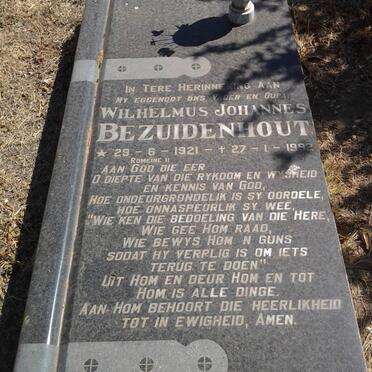 In Tere Herinnering Aan
My Eggenoot Ons Vader en Oupa
Wilhelmus Johannes
Bezuidenhout
* 29-6-1921 - † 27-1-1992
Romeine 11
Aan God die eer
O diepte van die rykdom en wysheid
en kennis van God,
Hoe ondeurgrondelik is sy oordele,
hoe onnaspeurlik sy weë.
"Wie ken die bedoeling van die Here,
Wie gee Hom raad,
Wie bewys Hom 'n guns
sodat hy verplig is om iets
terug te doen"
Uit Hom en deur Hom en tot
Hom is alle dinge.
Aan Hom behoort die heerlikheid
tot in ewigheid, Amen.